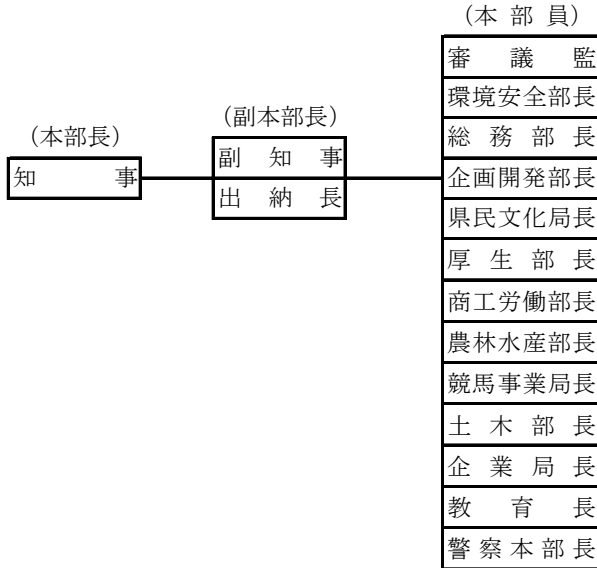 (本部長)
知事
(副本部長)
副知事
出納長
(本部員)
審議監
環境安全部長
総務部長
企画開発部長
県民文化局長
厚生部長
商工労働部長
農林水産部長
競馬事業局長
土木部長
企業局長
教育長
警察本部長